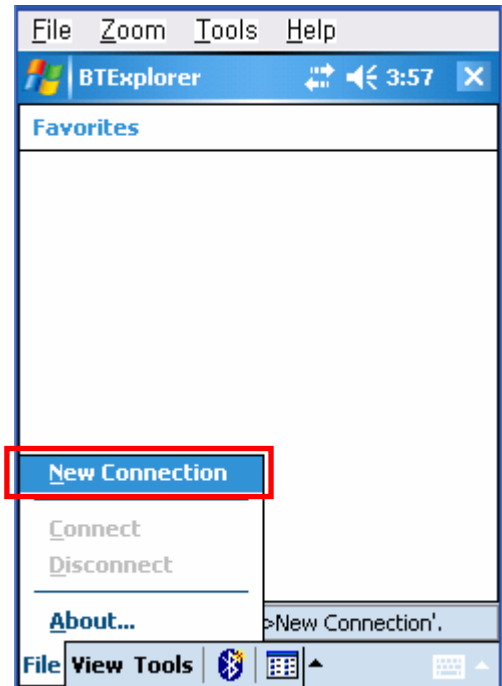 File Zoom Tools Help
BTExplorer 3:57
Favorites
New Connection
Connect
Disconnect
About...
>New Connection'.
File View Tools